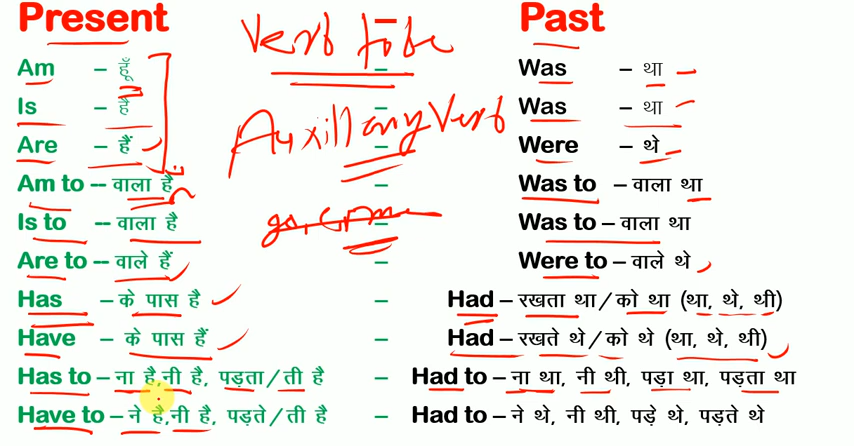 Present – Past
Verb to be
Am – हूँ – Was – था
Is – है – Was – था
Auxillary Verb
Are – हैं – Were – थे
Am to -- वाला है – Was to – वाला था
Is to -- वाला है – Was to – वाला था
go, come
Are to -- वाले हैं – Were to – वाले थे
Has – के पास है – Had – रखता था / को था (था, थे, थी)
Have – के पास हैं – Had – रखते थे / को थे (था, थे, थी)
Has to – ना है,नी है, पड़ता/ती है – Had to – ना था, नी थी, पड़ा था, पड़ता था
Have to – ने है,नी है, पड़ते/ती है – Had to – ने थे, नी थी, पड़े थे, पड़ते थे